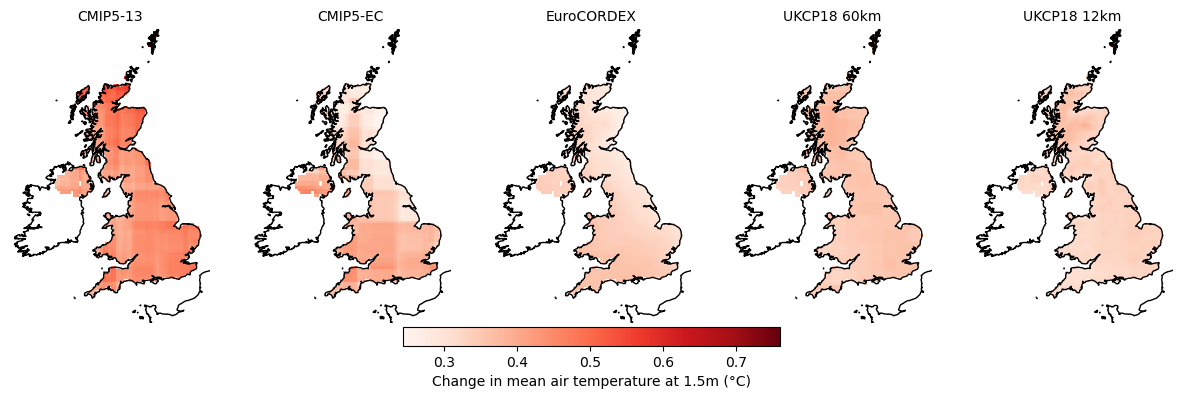 CMIP5-13
CMIP5-EC
EuroCORDEX
UKCP18 60km
UKCP18 12km
0.3 0.4 0.5 0.6 0.7
Change in mean air temperature at 1.5m (°C)